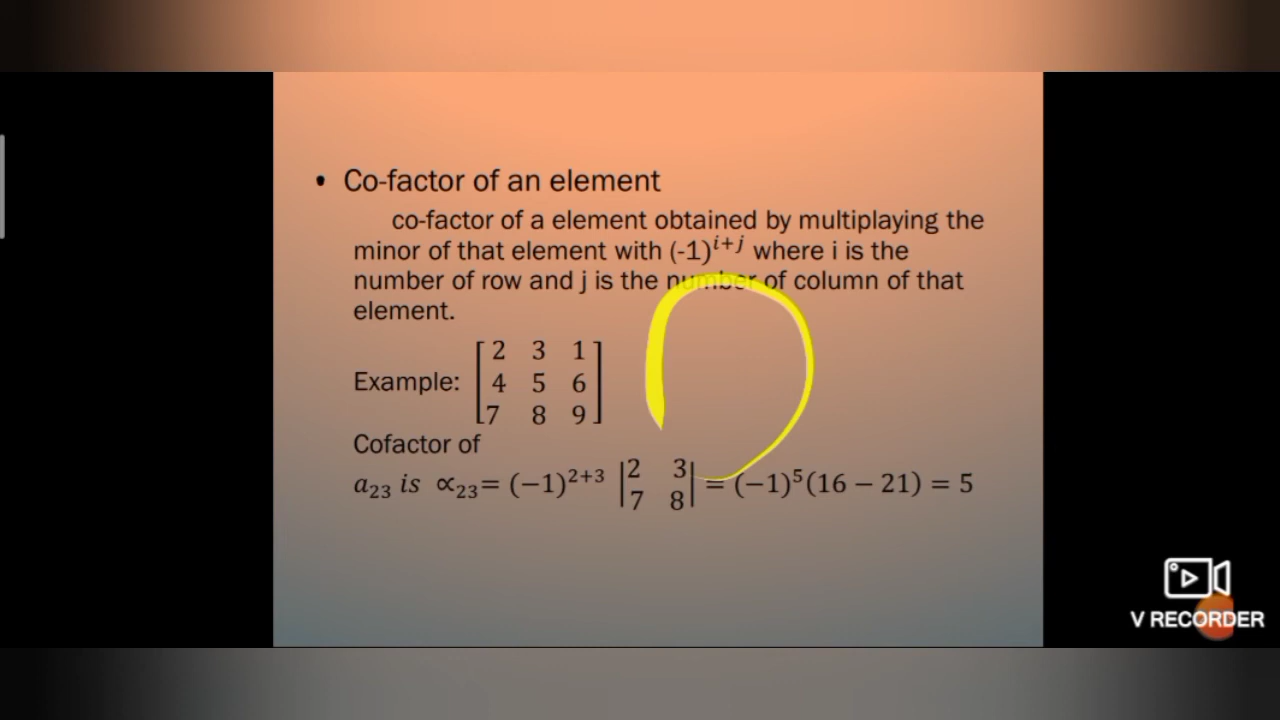 • Co-factor of an element
co-factor of a element obtained by multiplaying the
minor of that element with (-1)^{i+j} where i is the
number of row and j is the number of column of that
element.
Example: [2 3 1
4 5 6
7 8 9]
Cofactor of
a₂₃ is ∝₂₃= (−1)²⁺³ |2 3
7 8| = (−1)⁵(16 − 21) = 5
V RECORDER